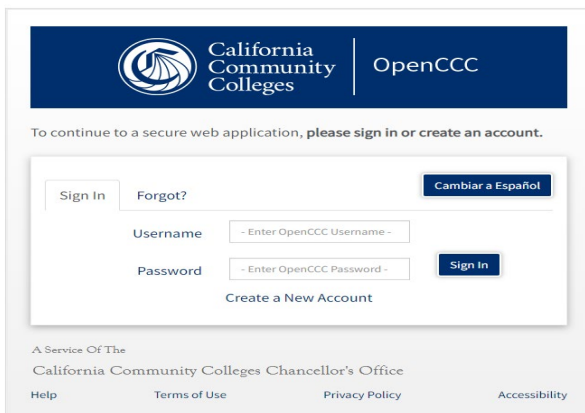 California
Community
Colleges
OpenCCC
To continue to a secure web application, please sign in or create an account.
Sign In
Forgot?
Cambiar a Español
Username
- Enter OpenCCC Username -
Password
- Enter OpenCCC Password -
Sign In
Create a New Account
A Service Of The
California Community Colleges Chancellor's Office
Help Terms of Use Privacy Policy Accessibility